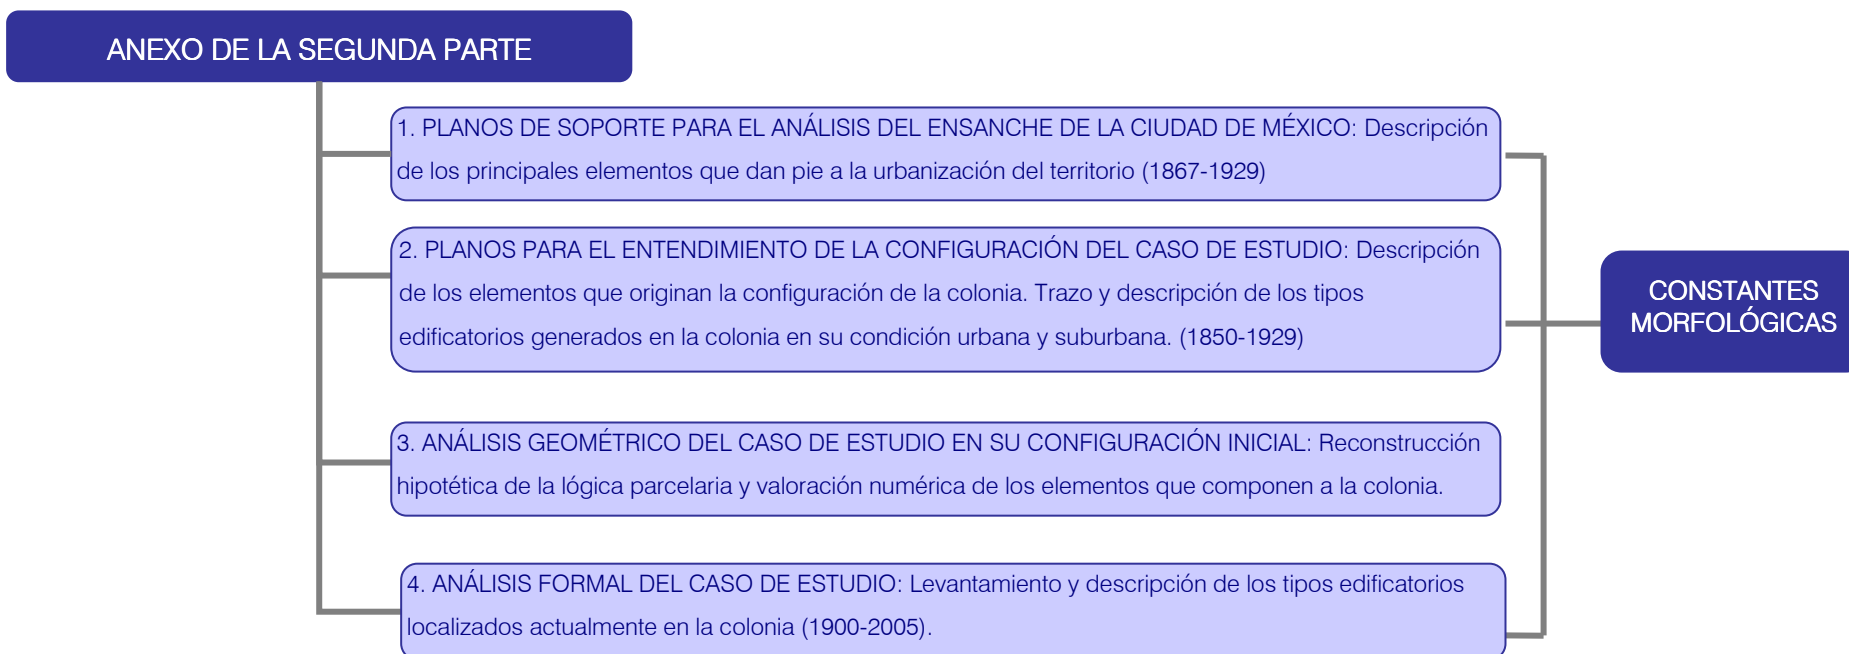 ANEXO DE LA SEGUNDA PARTE
1. PLANOS DE SOPORTE PARA EL ANÁLISIS DEL ENSANCHE DE LA CIUDAD DE MÉXICO: Descripción
de los principales elementos que dan pie a la urbanización del territorio (1867-1929)
2. PLANOS PARA EL ENTENDIMIENTO DE LA CONFIGURACIÓN DEL CASO DE ESTUDIO: Descripción
de los elementos que originan la configuración de la colonia. Trazo y descripción de los tipos
edificatorios generados en la colonia en su condición urbana y suburbana. (1850-1929)
3. ANÁLISIS GEOMÉTRICO DEL CASO DE ESTUDIO EN SU CONFIGURACIÓN INICIAL: Reconstrucción
hipotética de la lógica parcelaria y valoración numérica de los elementos que componen a la colonia.
4. ANÁLISIS FORMAL DEL CASO DE ESTUDIO: Levantamiento y descripción de los tipos edificatorios
localizados actualmente en la colonia (1900-2005).
CONSTANTES
MORFOLÓGICAS